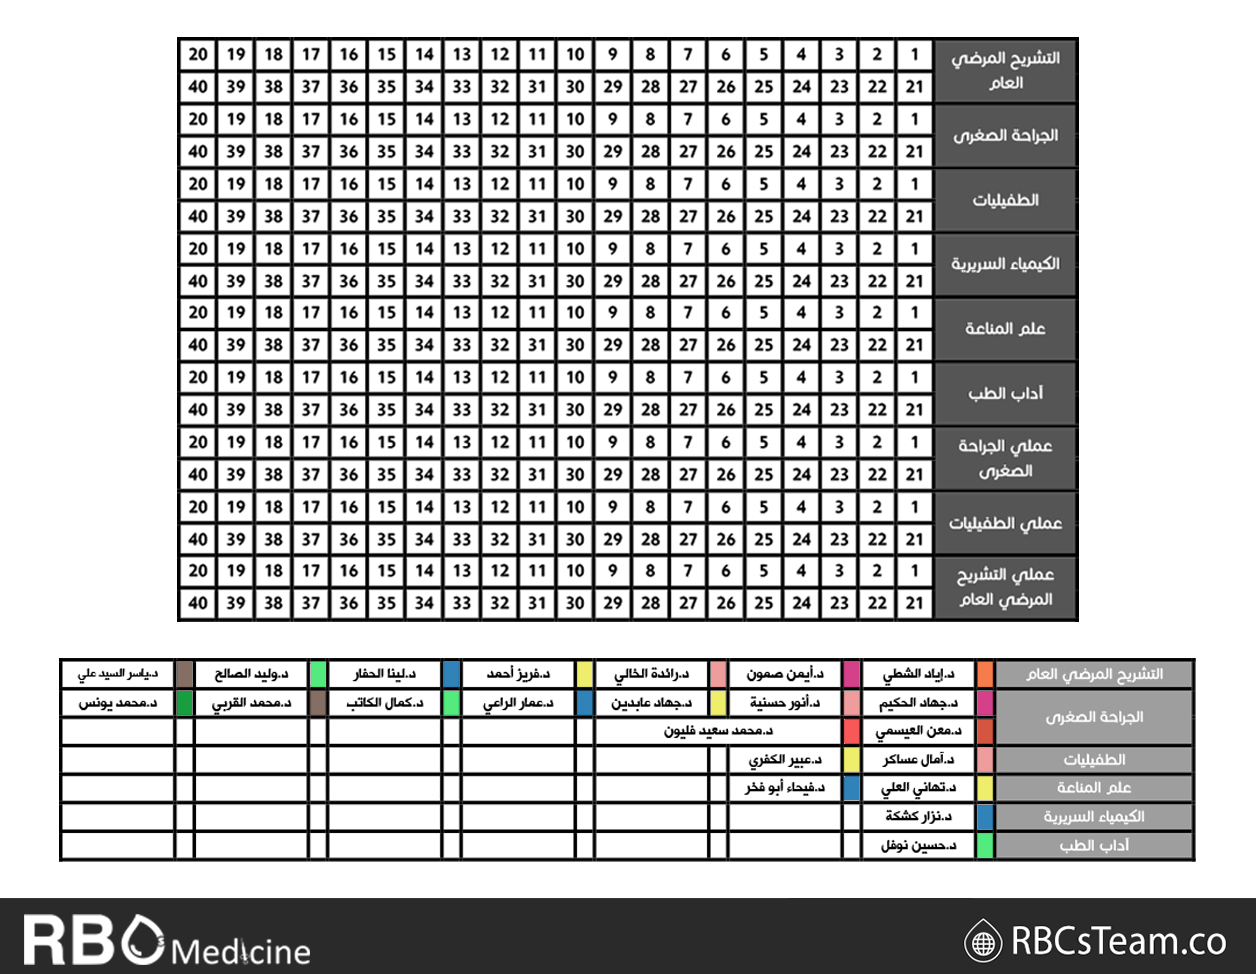 التشريح المرضي العام 1 2 3 4 5 6 7 8 9 10 11 12 13 14 15 16 17 18 19 20
21 22 23 24 25 26 27 28 29 30 31 32 33 34 35 36 37 38 39 40
الجراحة الصغرى 1 2 3 4 5 6 7 8 9 10 11 12 13 14 15 16 17 18 19 20
21 22 23 24 25 26 27 28 29 30 31 32 33 34 35 36 37 38 39 40
الطفيليات 1 2 3 4 5 6 7 8 9 10 11 12 13 14 15 16 17 18 19 20
21 22 23 24 25 26 27 28 29 30 31 32 33 34 35 36 37 38 39 40
الكيمياء السريرية 1 2 3 4 5 6 7 8 9 10 11 12 13 14 15 16 17 18 19 20
21 22 23 24 25 26 27 28 29 30 31 32 33 34 35 36 37 38 39 40
علم المناعة 1 2 3 4 5 6 7 8 9 10 11 12 13 14 15 16 17 18 19 20
21 22 23 24 25 26 27 28 29 30 31 32 33 34 35 36 37 38 39 40
آداب الطب 1 2 3 4 5 6 7 8 9 10 11 12 13 14 15 16 17 18 19 20
21 22 23 24 25 26 27 28 29 30 31 32 33 34 35 36 37 38 39 40
عملي الجراحة الصغرى 1 2 3 4 5 6 7 8 9 10 11 12 13 14 15 16 17 18 19 20
21 22 23 24 25 26 27 28 29 30 31 32 33 34 35 36 37 38 39 40
عملي الطفيليات 1 2 3 4 5 6 7 8 9 10 11 12 13 14 15 16 17 18 19 20
21 22 23 24 25 26 27 28 29 30 31 32 33 34 35 36 37 38 39 40
عملي التشريح المرضي العام 1 2 3 4 5 6 7 8 9 10 11 12 13 14 15 16 17 18 19 20
21 22 23 24 25 26 27 28 29 30 31 32 33 34 35 36 37 38 39 40
التشريح المرضي العام د.إياد الشطي د.أيمن صمون د.رائدة الخالي د.فريز أحمد د.لينا الحفار د.وليد الصالح د.ياسر السيد علي
الجراحة الصغرى د.جهاد الحكيم د.أنور حسنية د.جهاد عابدين د.عمار الراعي د.كمال الكاتب د.محمد القربي د.محمد يونس
د.معن العيسمي د.محمد سعيد فليون
الطفيليات د.آمال عساكر د.عبير الكفري
علم المناعة د.تهاني العلي د.فيحاء أبو فخر
الكيمياء السريرية د.نزار كشكة
آداب الطب د.حسين نوفل
RBCs Medicine
RBCsTeam.co